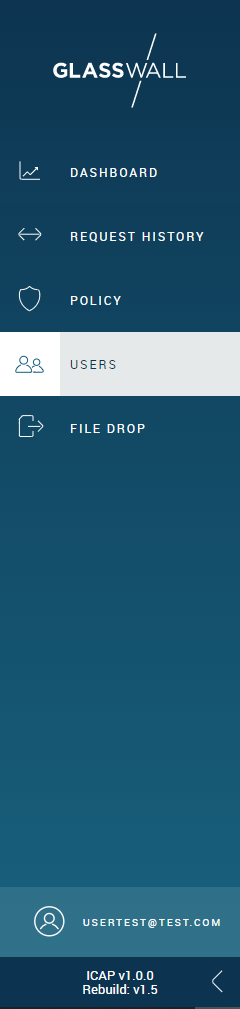 GLASSWALL
DASHBOARD
REQUEST HISTORY
POLICY
USERS
FILE DROP
USERTEST@TEST.COM
ICAP v1.0.0
Rebuild: v1.5